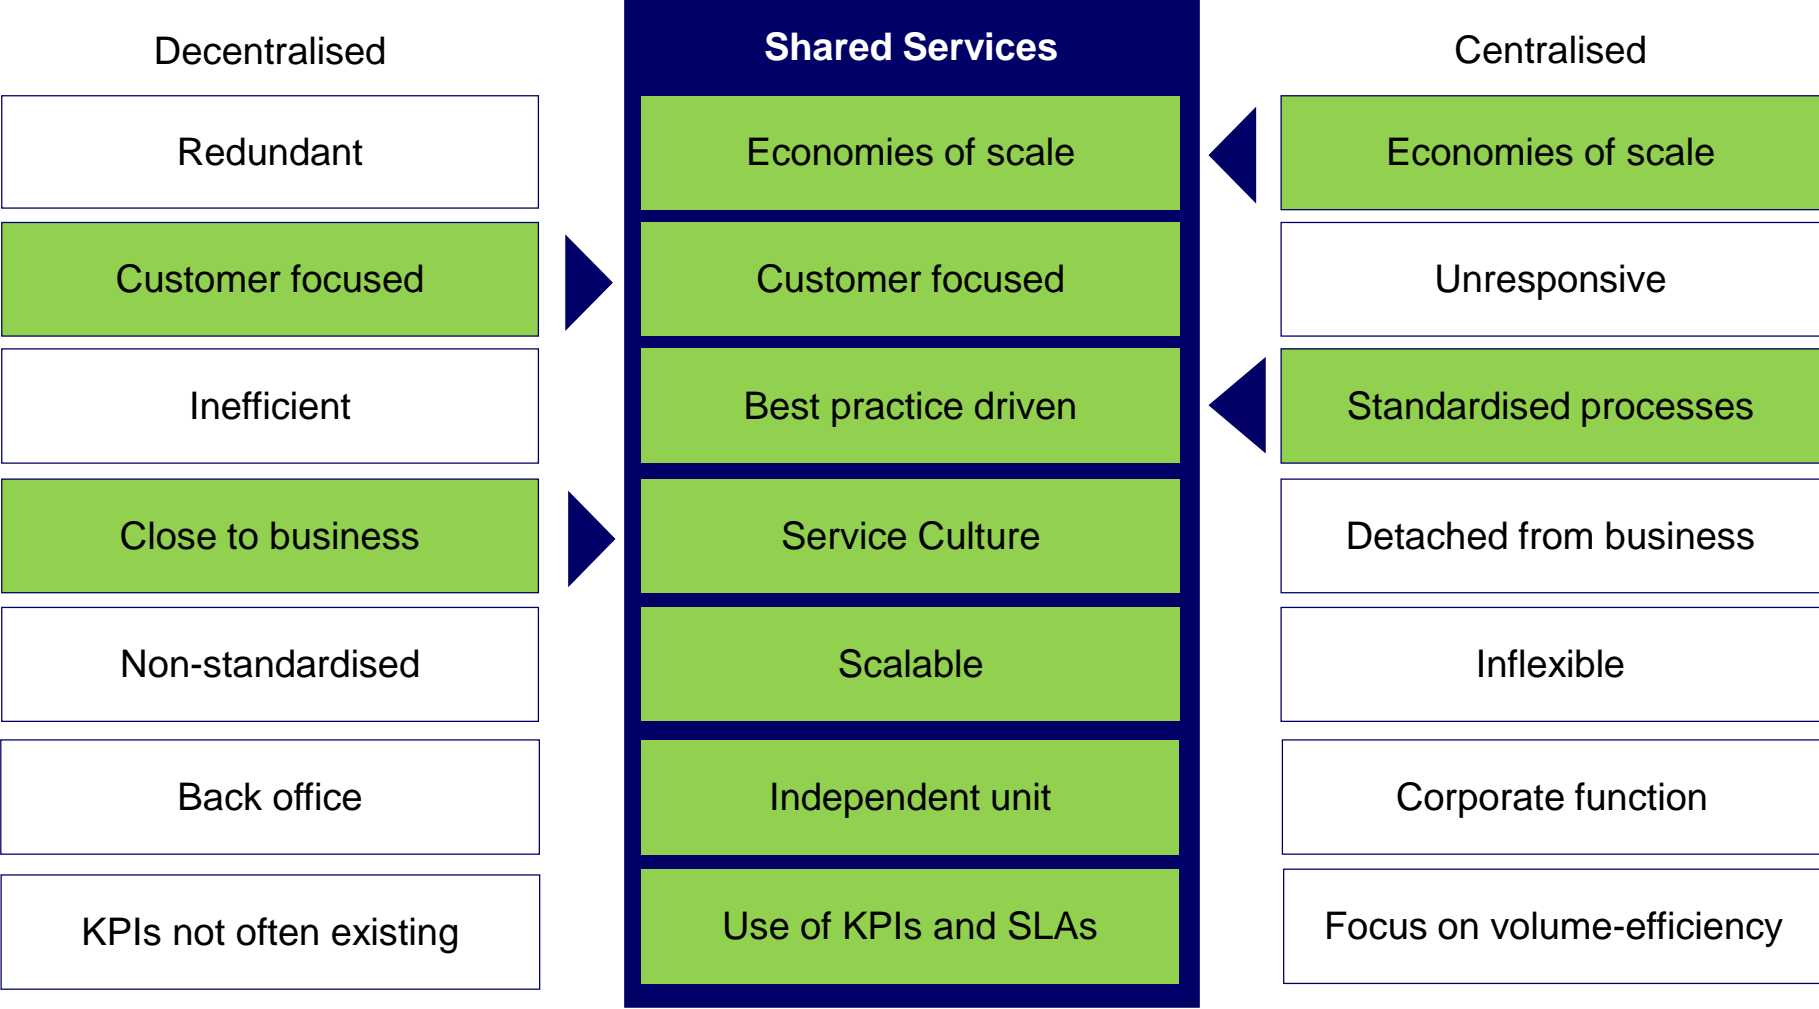 Decentralised
Shared Services
Centralised
Redundant
Economies of scale
Economies of scale
Customer focused
Customer focused
Unresponsive
Inefficient
Best practice driven
Standardised processes
Close to business
Service Culture
Detached from business
Non-standardised
Scalable
Inflexible
Back office
Independent unit
Corporate function
KPIs not often existing
Use of KPIs and SLAs
Focus on volume-efficiency